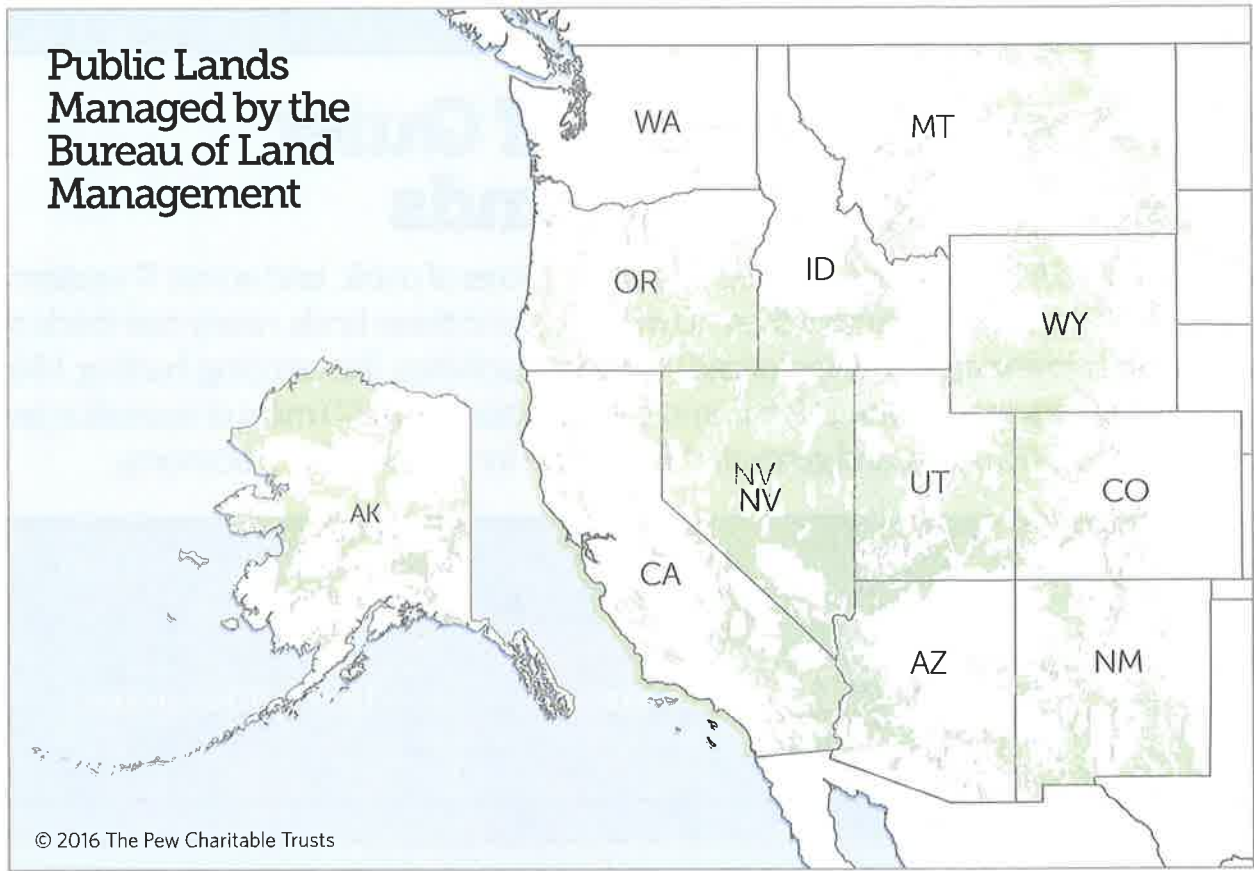 Public Lands
Managed by the
Bureau of Land
Management
WA
MT
OR
ID
WY
NV
NV
UT
CO
AK
CA
AZ
NM
© 2016 The Pew Charitable Trusts